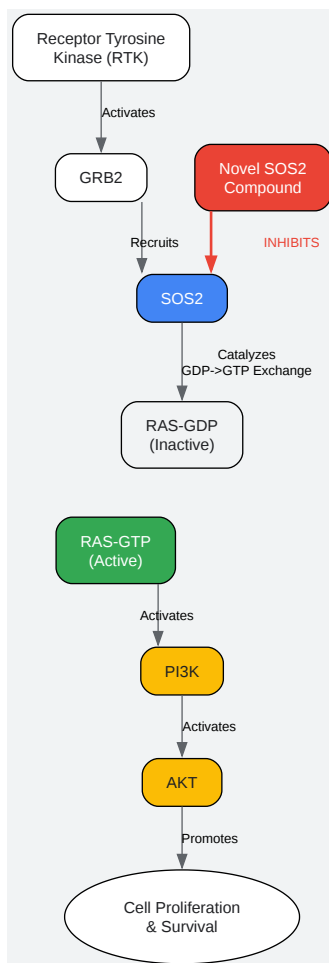 Receptor Tyrosine
Kinase (RTK)
Activates
GRB2
Novel SOS2
Compound
Recruits
INHIBITS
SOS2
Catalyzes
GDP->GTP Exchange
RAS-GDP
(Inactive)
RAS-GTP
(Active)
Activates
PI3K
Activates
AKT
Promotes
Cell Proliferation
& Survival